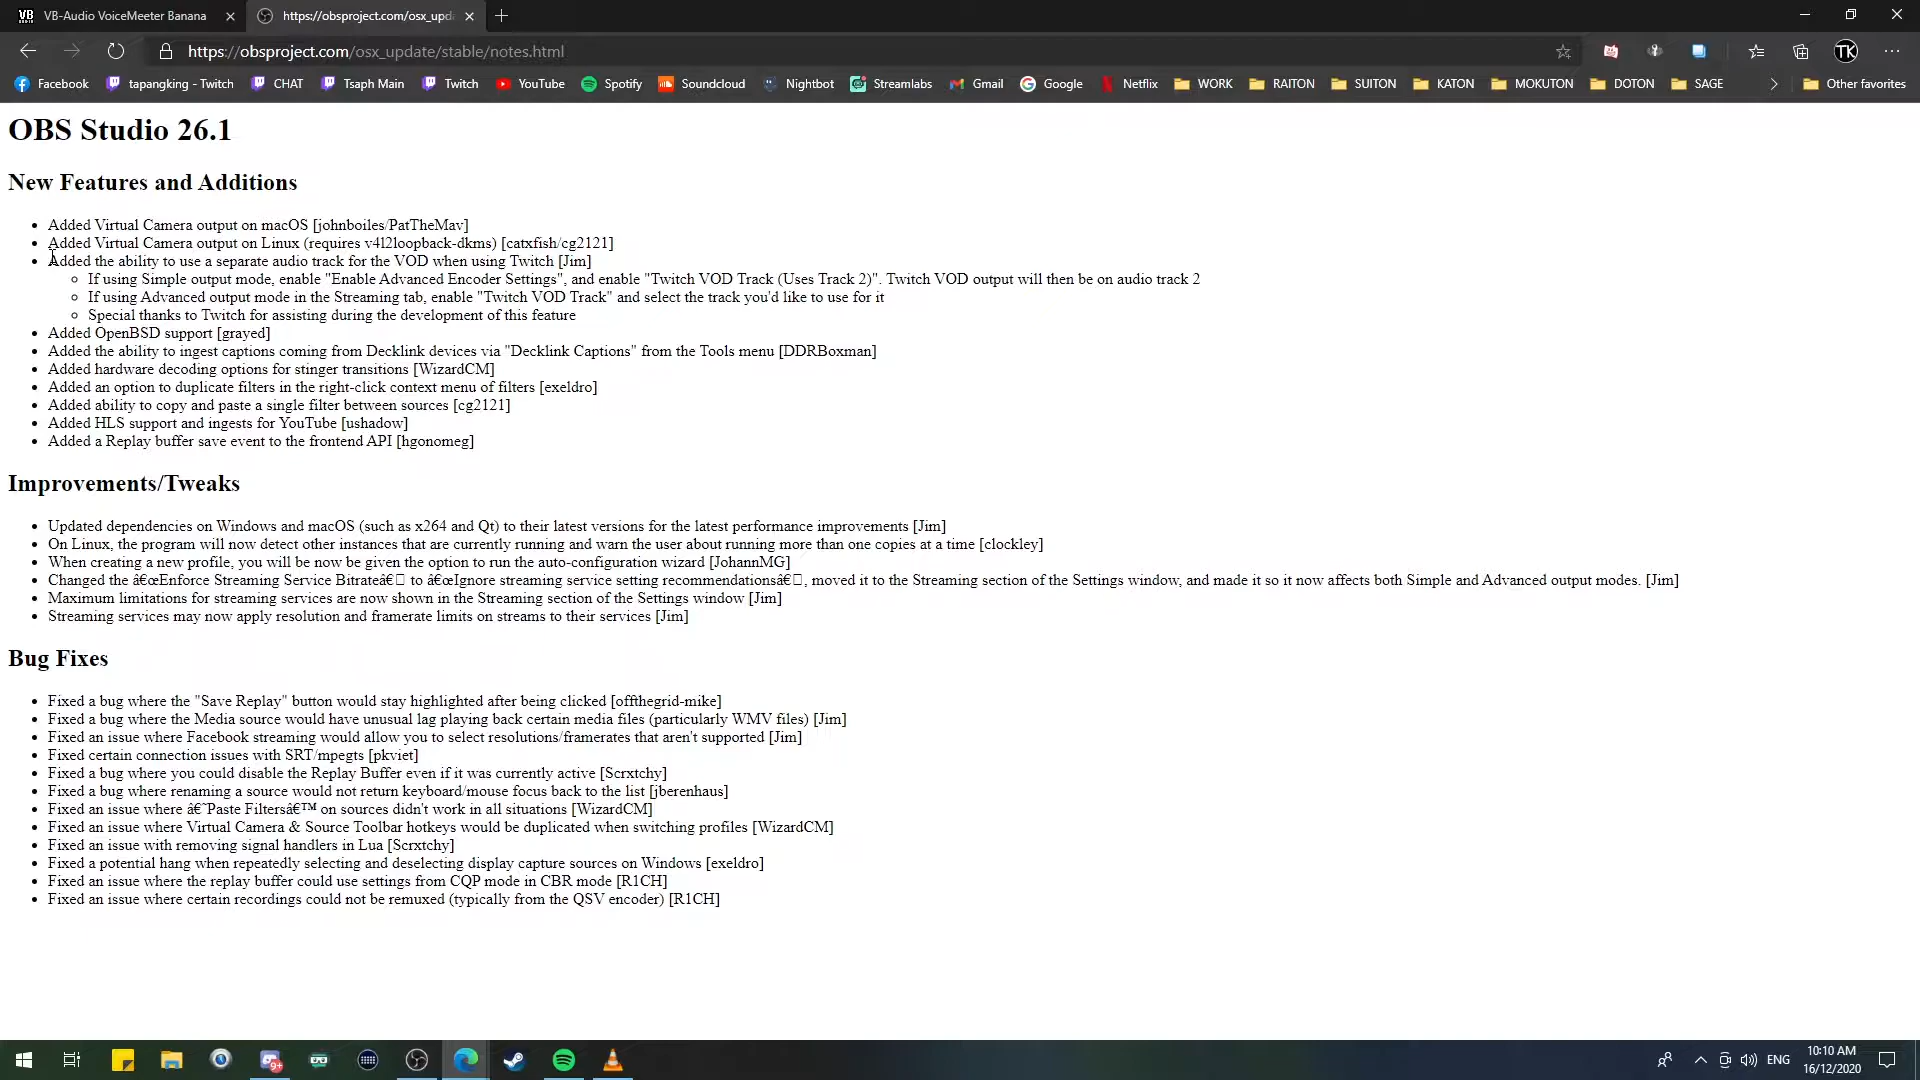 VB-Audio VoiceMeeter Banana
https://obsproject.com/osx_upda
https://obsproject.com/osx_update/stable/notes.html
TK
Facebook
tapangking - Twitch
CHAT
Tsaph Main
Twitch
YouTube
Spotify
Soundcloud
Nightbot
Streamlabs
Gmail
Google
Netflix
WORK
RAITON
SUITON
KATON
MOKUTON
DOTON
SAGE
Other favorites
OBS Studio 26.1
New Features and Additions
Added Virtual Camera output on macOS [johnboiles/PatTheMav]
Added Virtual Camera output on Linux (requires v4l2loopback-dkms) [catxfish/cg2121]
Added the ability to use a separate audio track for the VOD when using Twitch [Jim]
If using Simple output mode, enable "Enable Advanced Encoder Settings", and enable "Twitch VOD Track (Uses Track 2)". Twitch VOD output will then be on audio track 2
If using Advanced output mode in the Streaming tab, enable "Twitch VOD Track" and select the track you'd like to use for it
Special thanks to Twitch for assisting during the development of this feature
Added OpenBSD support [grayed]
Added the ability to ingest captions coming from Decklink devices via "Decklink Captions" from the Tools menu [DDRBoxman]
Added hardware decoding options for stinger transitions [WizardCM]
Added an option to duplicate filters in the right-click context menu of filters [exeldro]
Added ability to copy and paste a single filter between sources [cg2121]
Added HLS support and ingests for YouTube [ushadow]
Added a Replay buffer save event to the frontend API [hgonomeg]
Improvements/Tweaks
Updated dependencies on Windows and macOS (such as x264 and Qt) to their latest versions for the latest performance improvements [Jim]
On Linux, the program will now detect other instances that are currently running and warn the user about running more than one copies at a time [clockley]
When creating a new profile, you will be now be given the option to run the auto-configuration wizard [JohannMG]
Changed the â€œEnforce Streaming Service Bitrateâ€□ to â€œIgnore streaming service setting recommendationsâ€□, moved it to the Streaming section of the Settings window, and made it so it now affects both Simple and Advanced output modes. [Jim]
Maximum limitations for streaming services are now shown in the Streaming section of the Settings window [Jim]
Streaming services may now apply resolution and framerate limits on streams to their services [Jim]
Bug Fixes
Fixed a bug where the "Save Replay" button would stay highlighted after being clicked [offthegrid-mike]
Fixed a bug where the Media source would have unusual lag playing back certain media files (particularly WMV files) [Jim]
Fixed an issue where Facebook streaming would allow you to select resolutions/framerates that aren't supported [Jim]
Fixed certain connection issues with SRT/mpegts [pkviet]
Fixed a bug where you could disable the Replay Buffer even if it was currently active [Scrxtchy]
Fixed a bug where renaming a source would not return keyboard/mouse focus back to the list [jberenhaus]
Fixed an issue where â€˜Paste Filtersâ€™ on sources didn't work in all situations [WizardCM]
Fixed an issue where Virtual Camera & Source Toolbar hotkeys would be duplicated when switching profiles [WizardCM]
Fixed an issue with removing signal handlers in Lua [Scrxtchy]
Fixed a potential hang when repeatedly selecting and deselecting display capture sources on Windows [exeldro]
Fixed an issue where the replay buffer could use settings from CQP mode in CBR mode [R1CH]
Fixed an issue where certain recordings could not be remuxed (typically from the QSV encoder) [R1CH]
9+
ENG
10:10 AM
16/12/2020